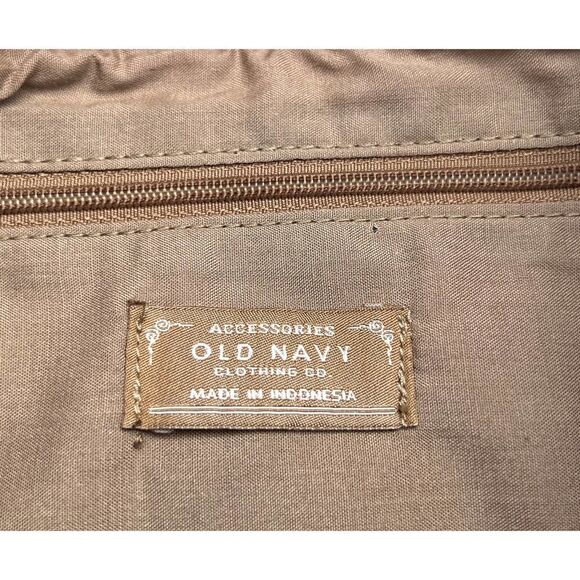 ACCESSORIES
OLD NAVY
CLOTHING CO.
MADE IN INDONESIA